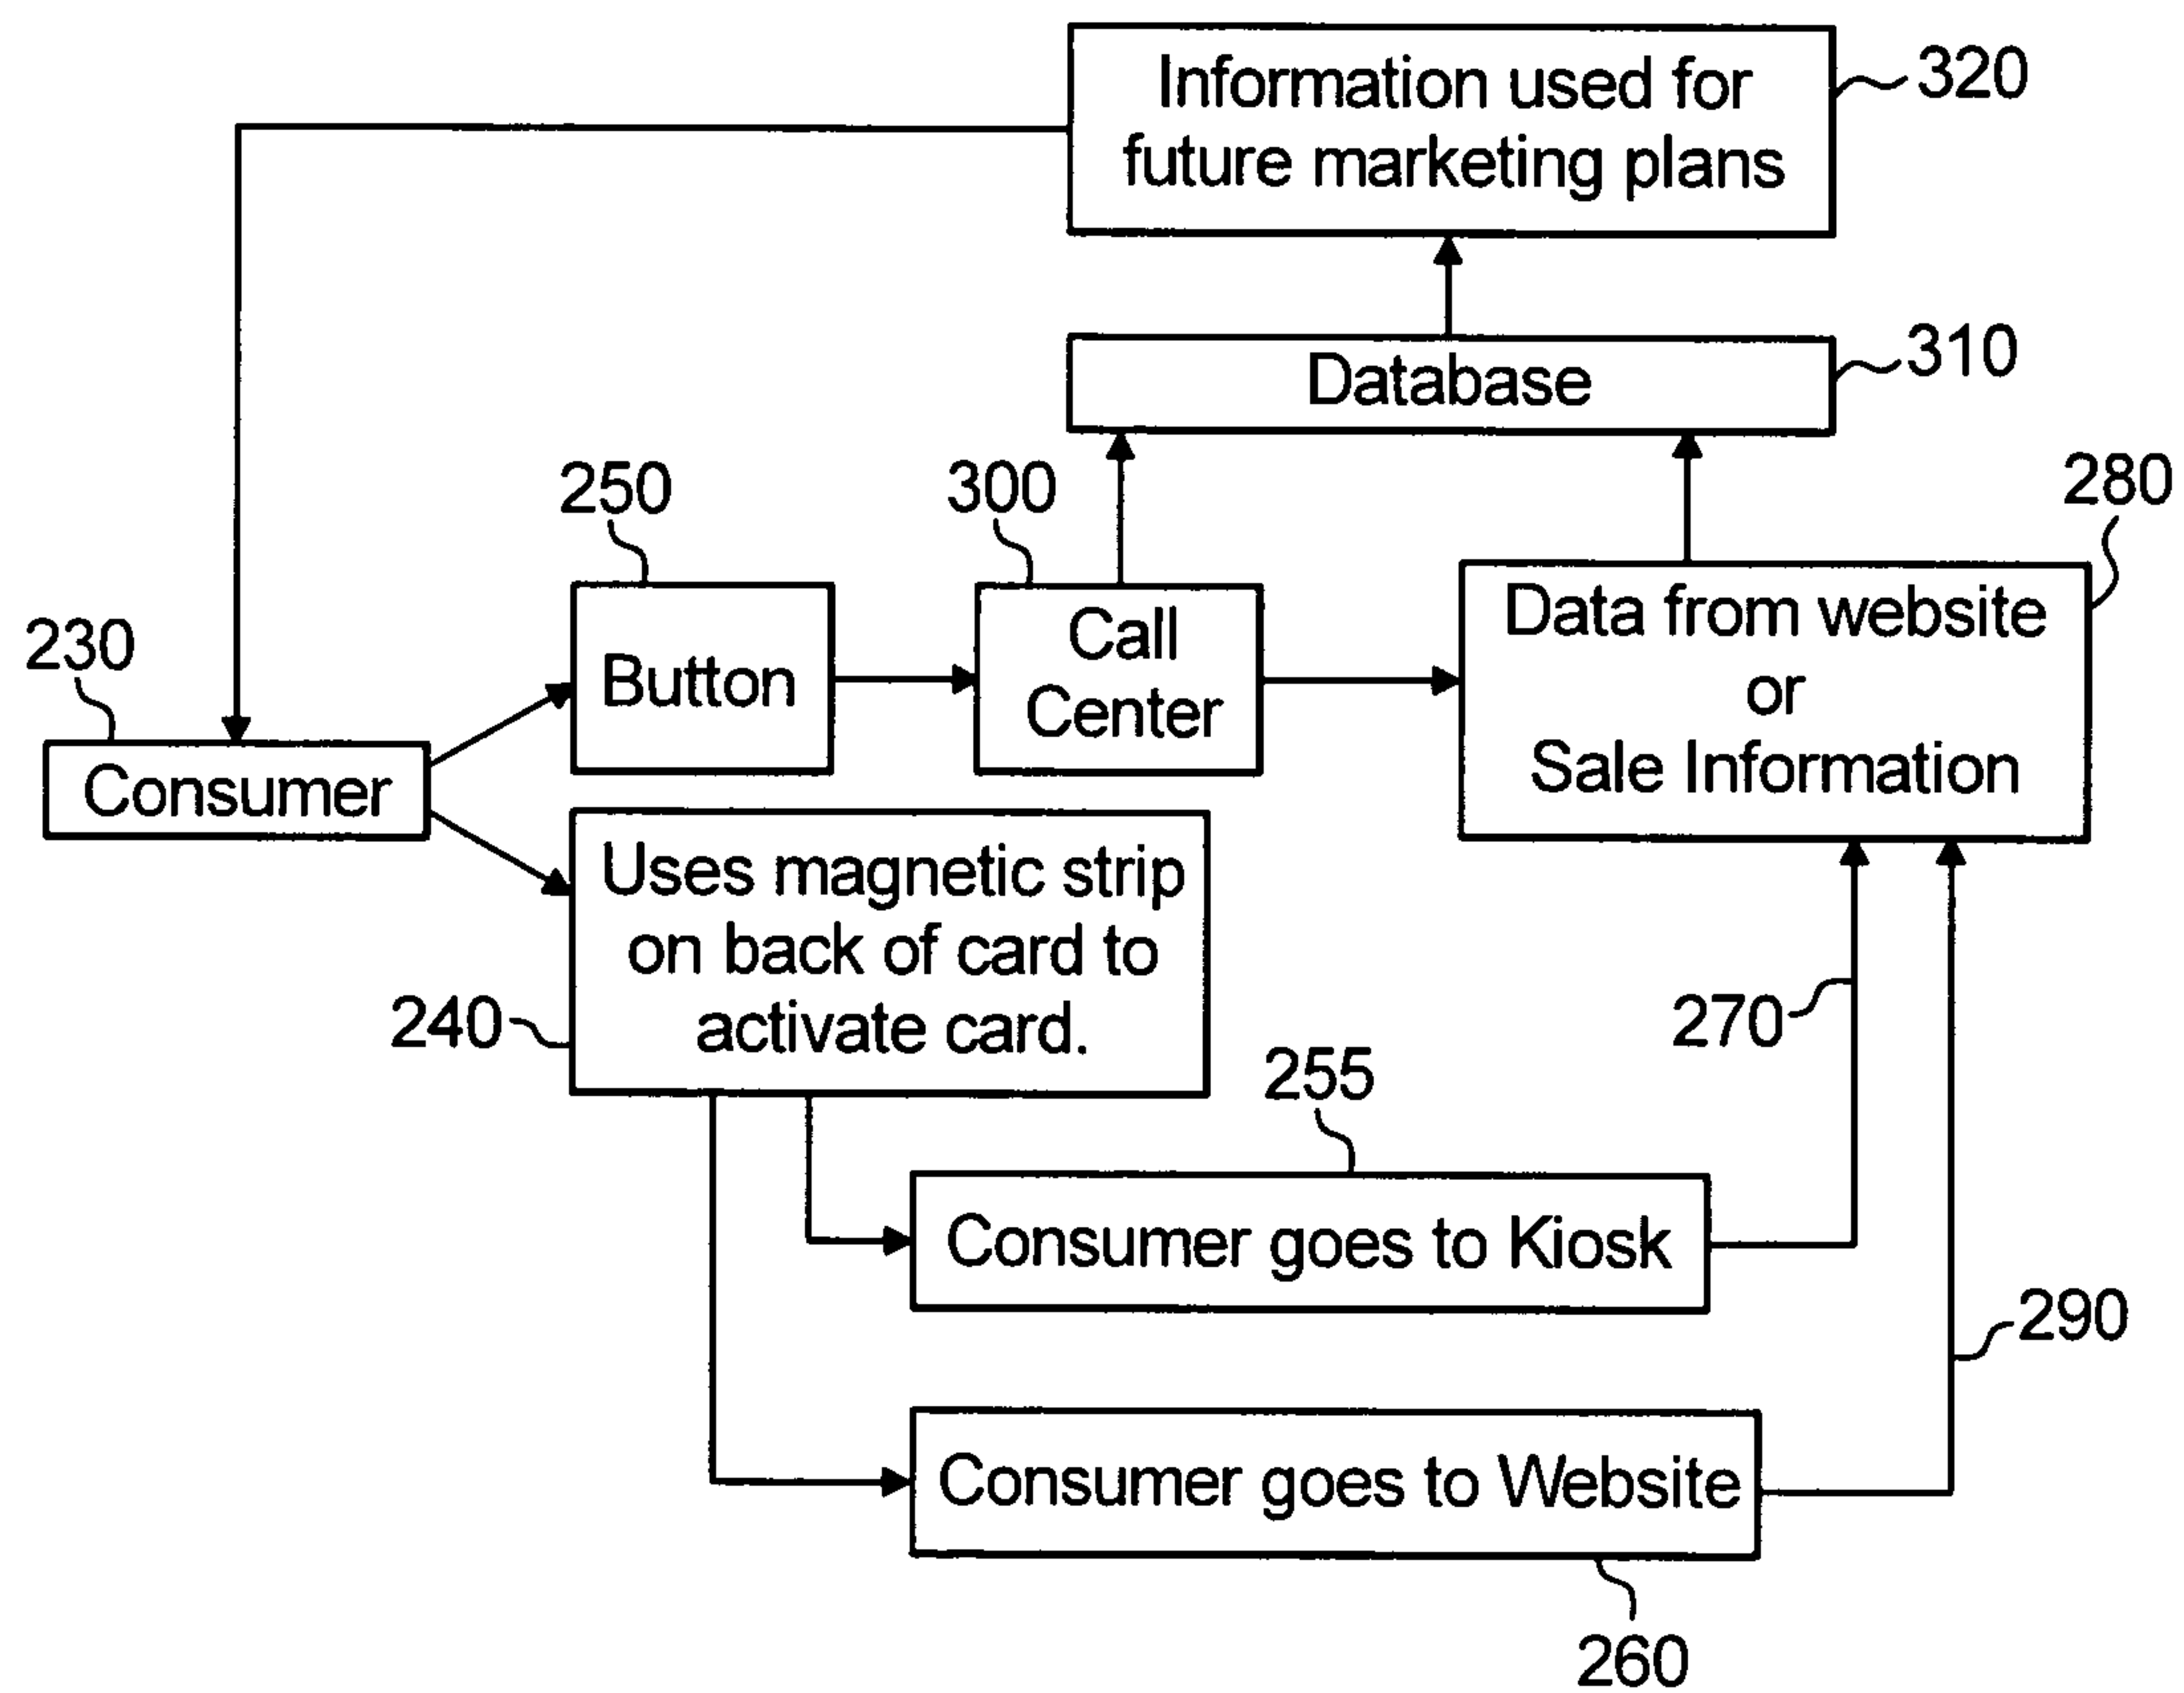 Information used for
future marketing plans
320
Database
310
250
300
280
230
Button
Call
Center
Data from website
or
Sale Information
Consumer
Uses magnetic strip
on back of card to
activate card.
240
270
255
Consumer goes to Kiosk
290
Consumer goes to Website
260